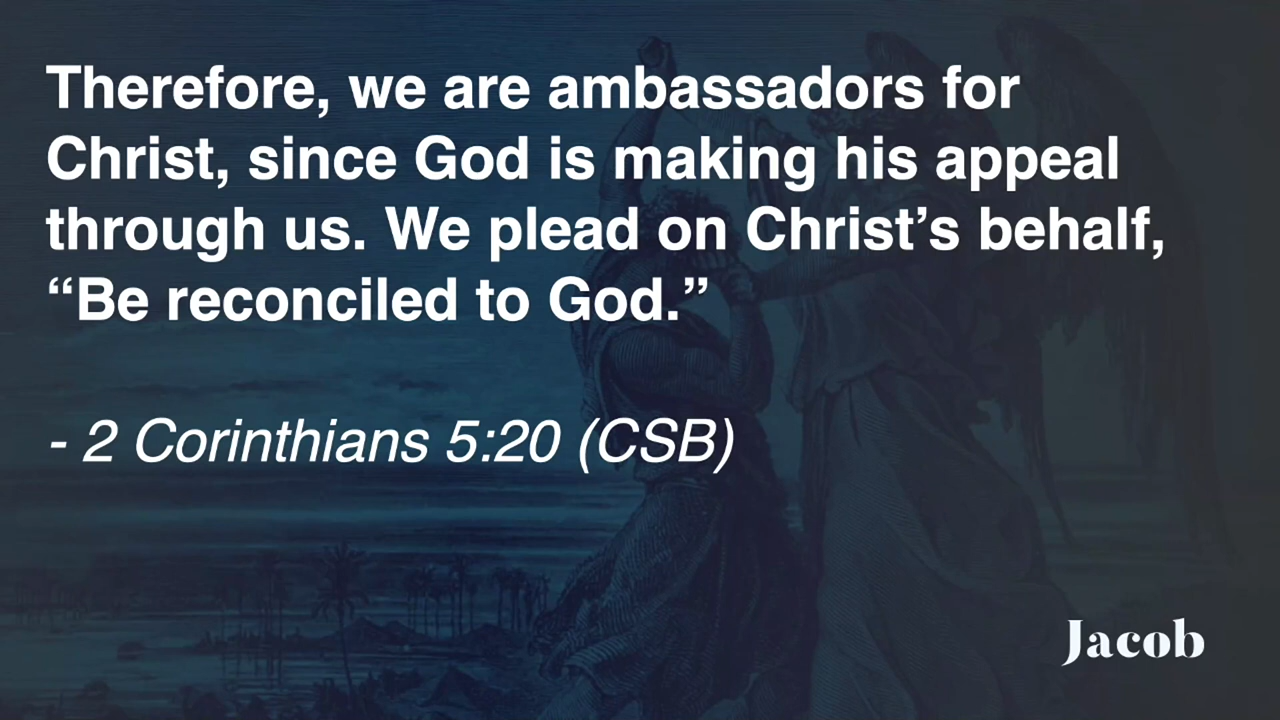 Therefore, we are ambassadors for
Christ, since God is making his appeal
through us. We plead on Christ’s behalf,
“Be reconciled to God.”
- 2 Corinthians 5:20 (CSB)
Jacob